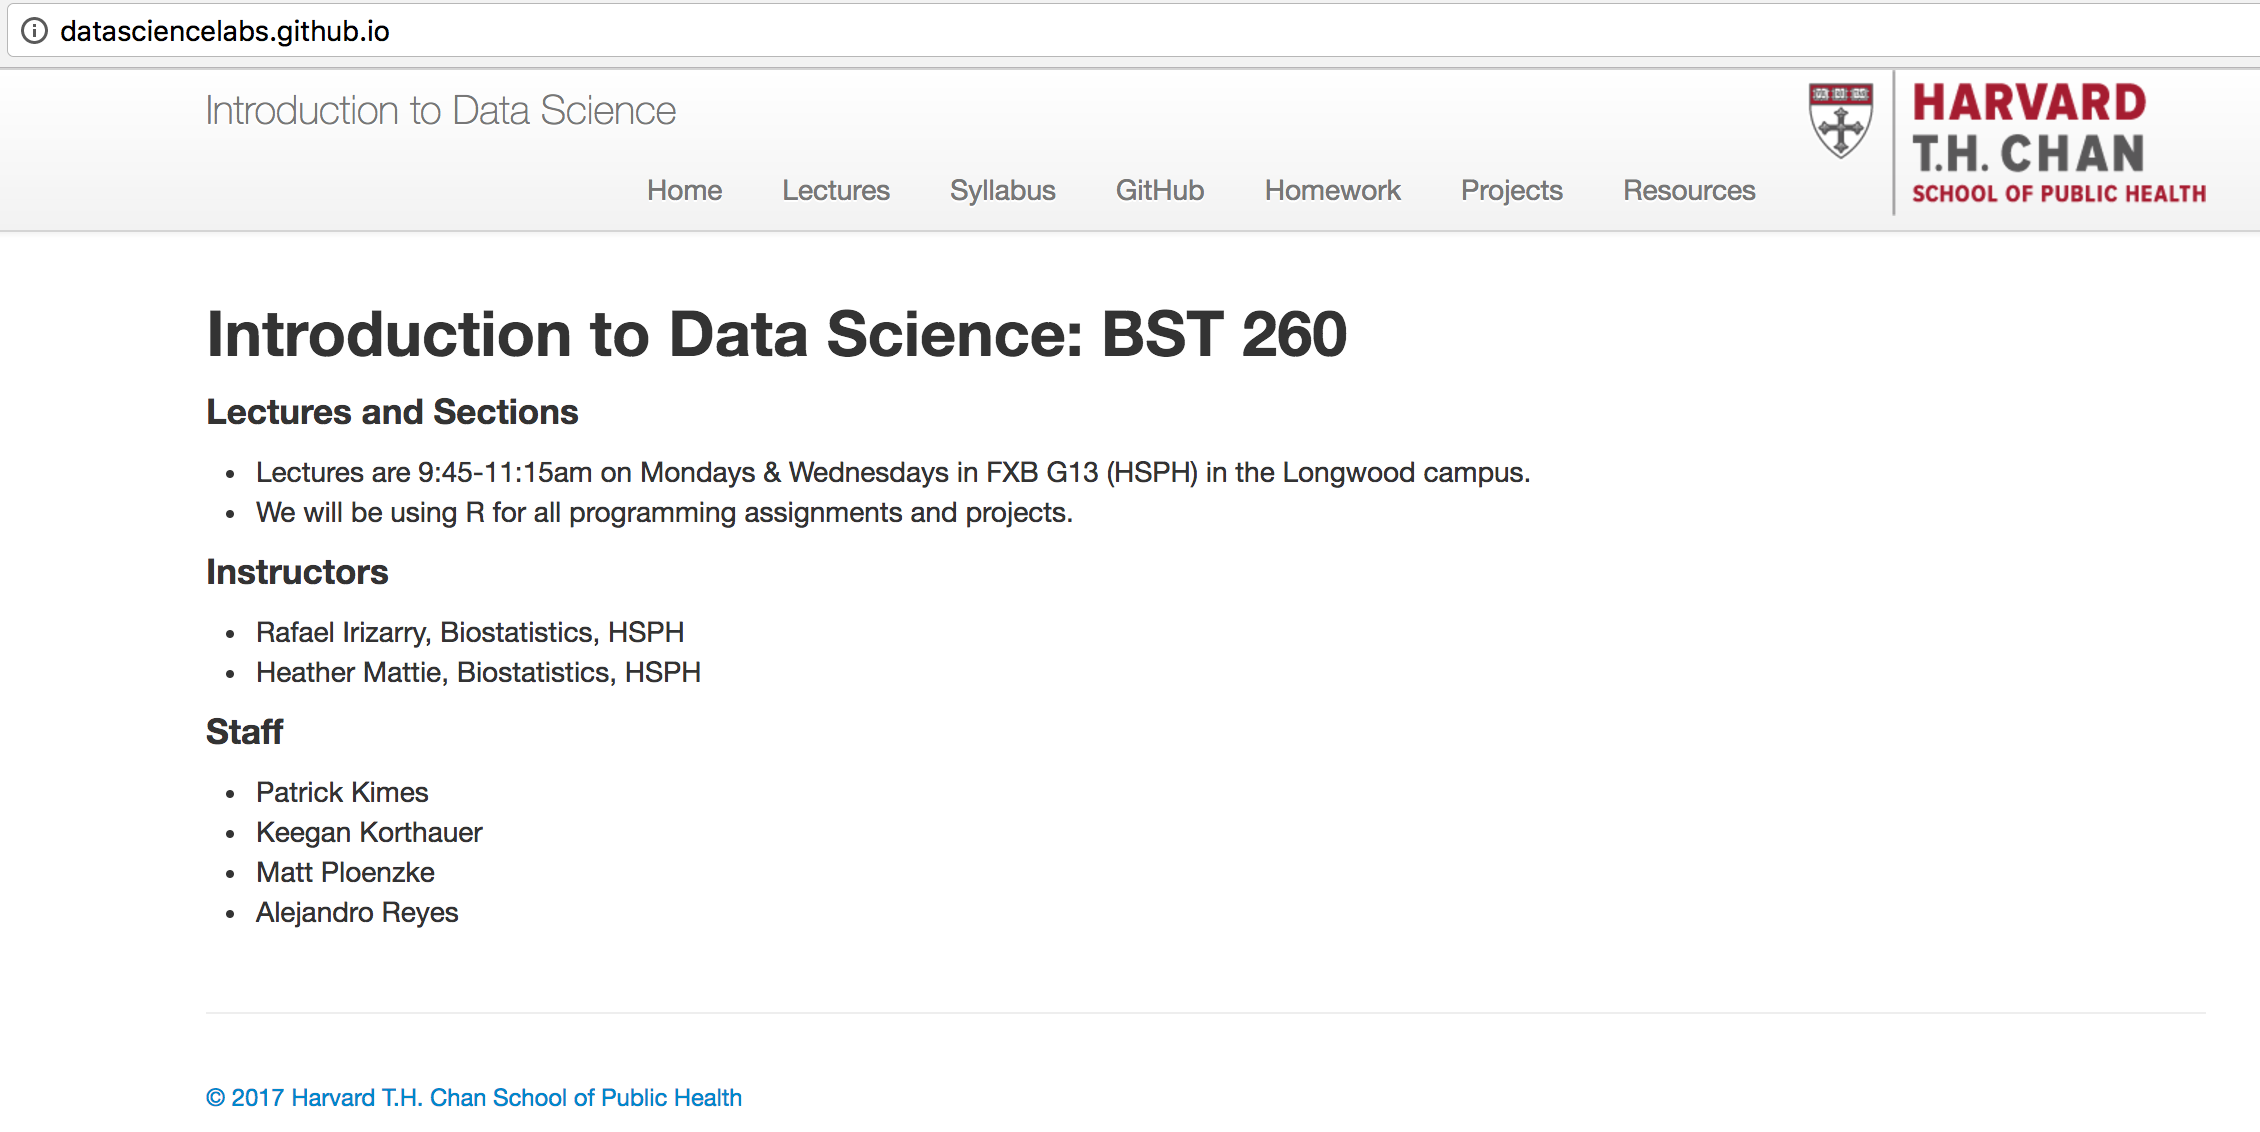 datasciencelabs.github.io
Introduction to Data Science
HARVARD
T.H. CHAN
SCHOOL OF PUBLIC HEALTH
Home Lectures Syllabus GitHub Homework Projects Resources
Introduction to Data Science: BST 260
Lectures and Sections
• Lectures are 9:45-11:15am on Mondays & Wednesdays in FXB G13 (HSPH) in the Longwood campus.
• We will be using R for all programming assignments and projects.
Instructors
• Rafael Irizarry, Biostatistics, HSPH
• Heather Mattie, Biostatistics, HSPH
Staff
• Patrick Kimes
• Keegan Korthauer
• Matt Ploenzke
• Alejandro Reyes
© 2017 Harvard T.H. Chan School of Public Health